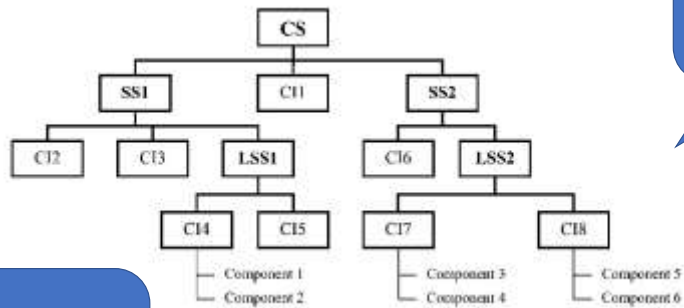 CS
SS1 CI1 SS2
CI2 CI3 LSS1 CI6 LSS2
CI4 CI5 CI7 CI8
Component 1 Component 3 Component 5
Component 2 Component 4 Component 6